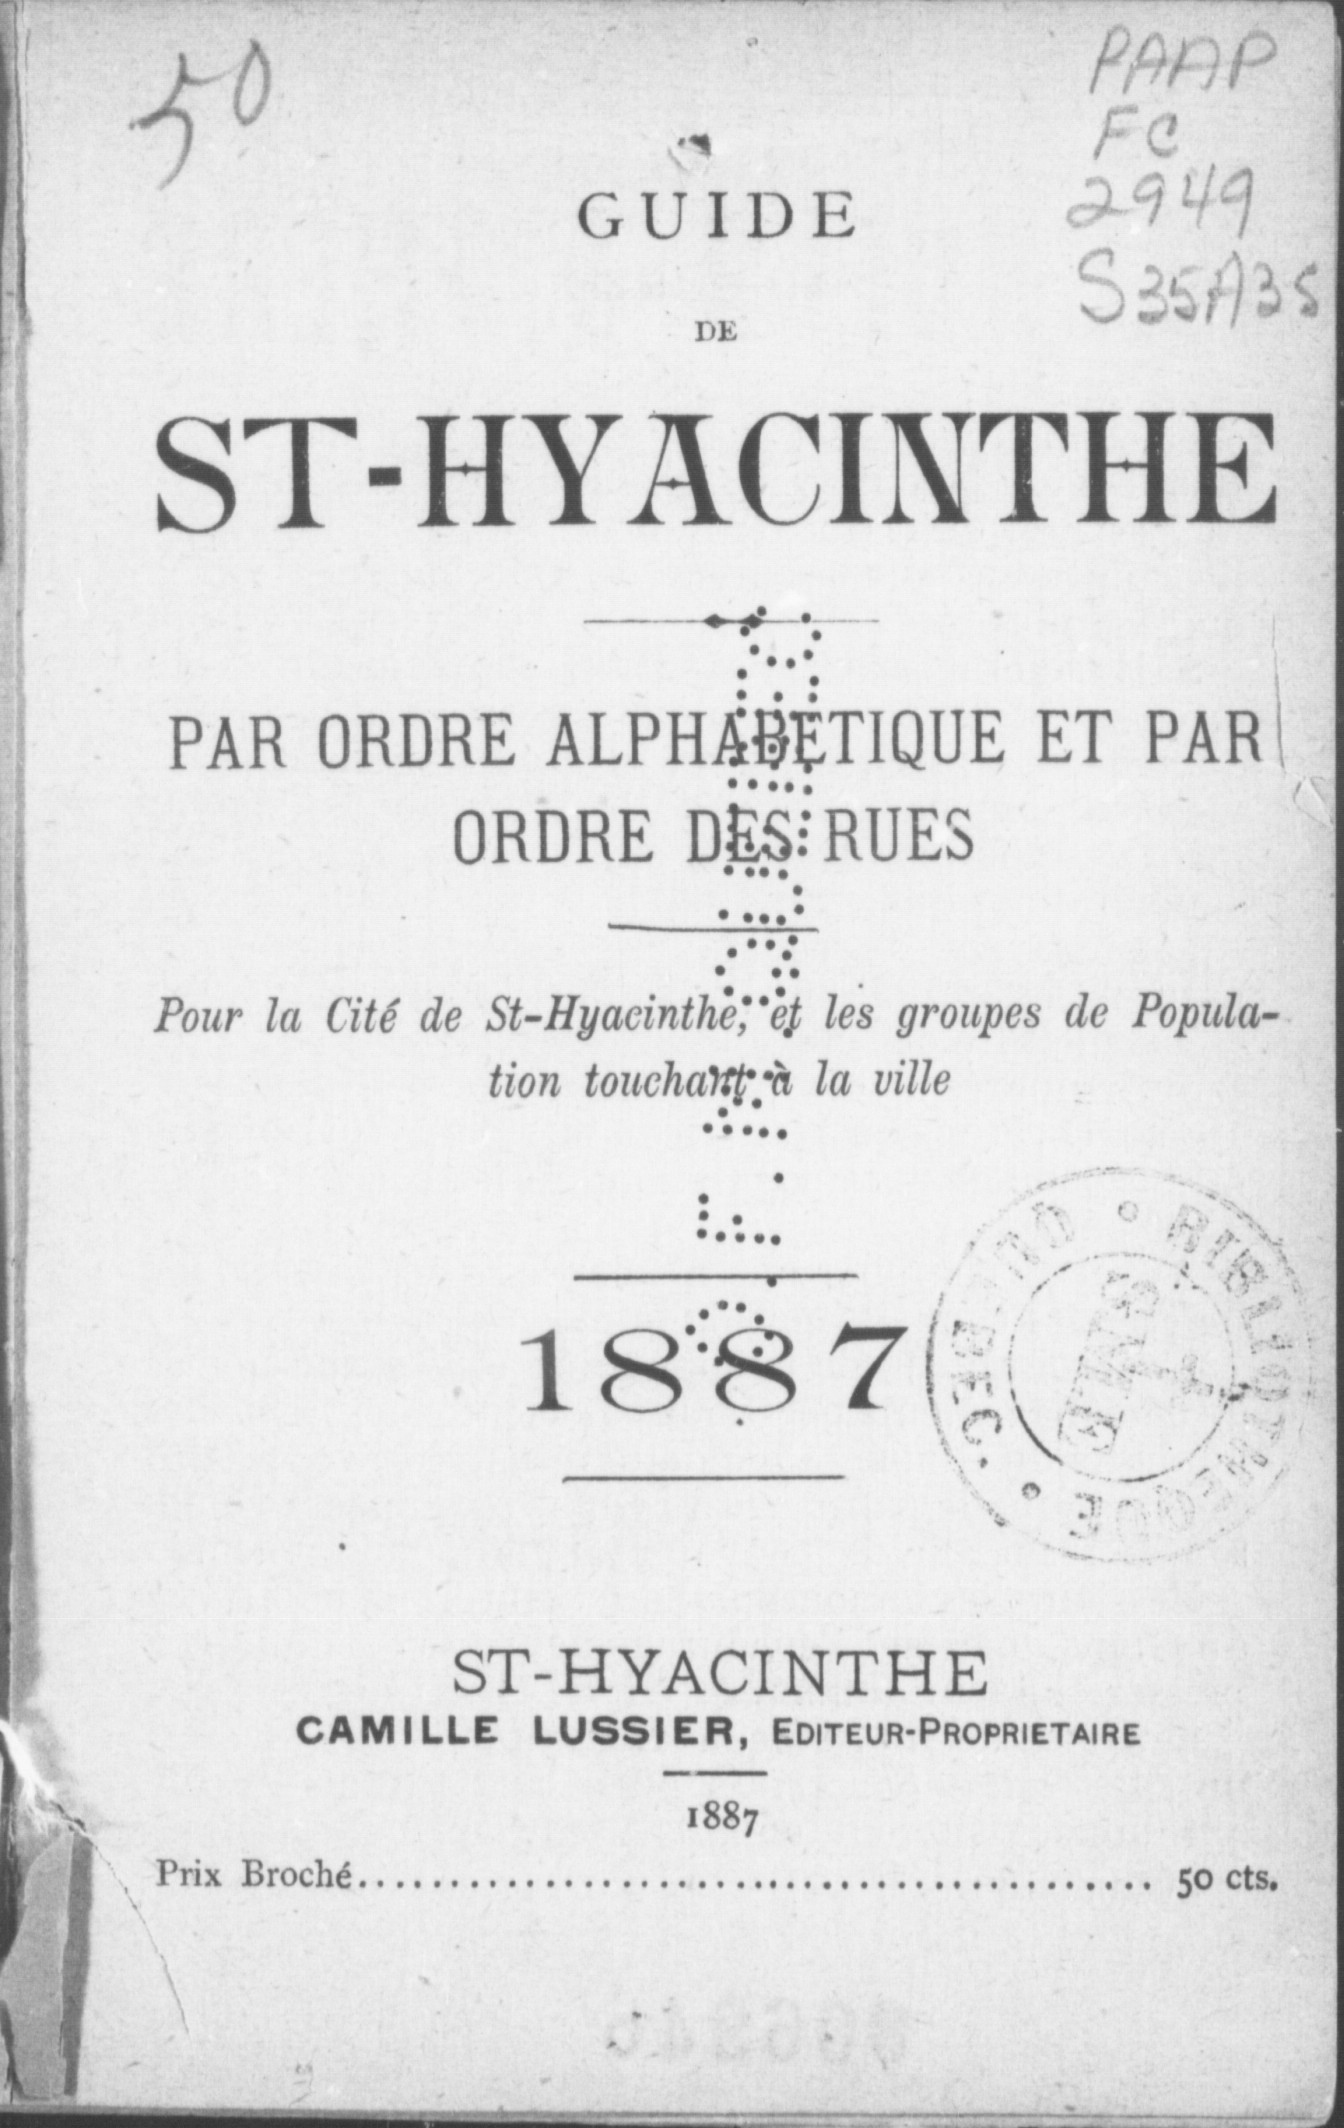 50
PAAP
FC
2949
S35A35
GUIDE
DE
ST-HYACINTHE
PAR ORDRE ALPHABETIQUE ET PAR
ORDRE DES RUES
Pour la Cité de St-Hyacinthe, et les groupes de Popula-
tion touchant à la ville
1887
BIBLIOTHEQUE
ST-HYACINTHE
CAMILLE LUSSIER, EDITEUR-PROPRIETAIRE
1887
Prix Broché............................................ 50 cts.